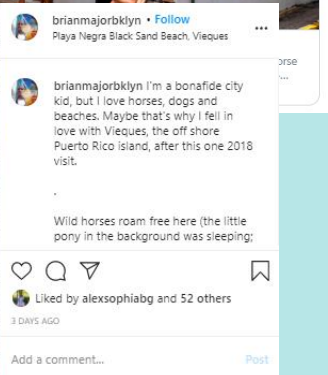 brianmajorbklyn • Follow
Playa Negra Black Sand Beach, Vieques
...
orse
...
brianmajorbklyn I'm a bonafide city
kid, but I love horses, dogs and
beaches. Maybe that's why I fell in
love with Vieques, the off shore
Puerto Rico island, after this one 2018
visit.
.
Wild horses roam free here (the little
pony in the background was sleeping;
Liked by alexsophiabg and 52 others
3 DAYS AGO
Add a comment...
Post